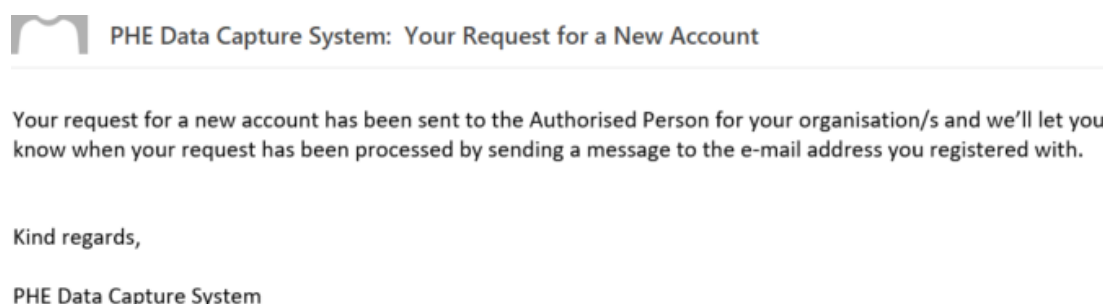 PHE Data Capture System: Your Request for a New Account
Your request for a new account has been sent to the Authorised Person for your organisation/s and we’ll let you
know when your request has been processed by sending a message to the e-mail address you registered with.
Kind regards,
PHE Data Capture System